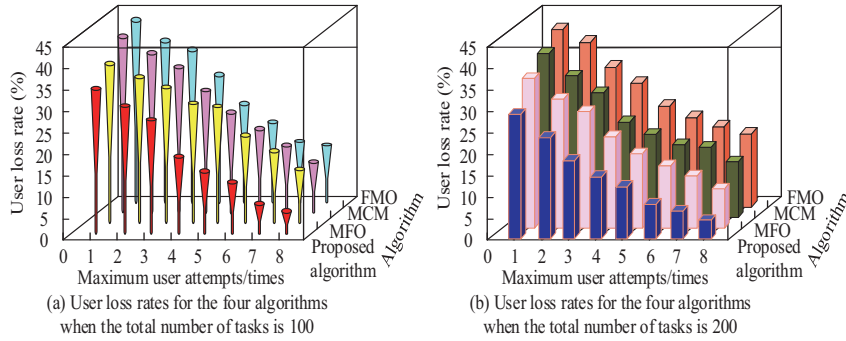 User loss rate (%)
45
40
35
30
25
20
15
10
5
0
0 1 2 3 4 5 6 7 8
Maximum user attempts/times
FMO
MCM
MFO
Proposed
algorithm
Algorithm
(a) User loss rates for the four algorithms
when the total number of tasks is 100
User loss rate (%)
45
40
35
30
25
20
15
10
5
0
0 1 2 3 4 5 6 7 8
Maximum user attempts/times
FMO
MCM
MFO
Proposed
algorithm
Algorithm
(b) User loss rates for the four algorithms
when the total number of tasks is 200